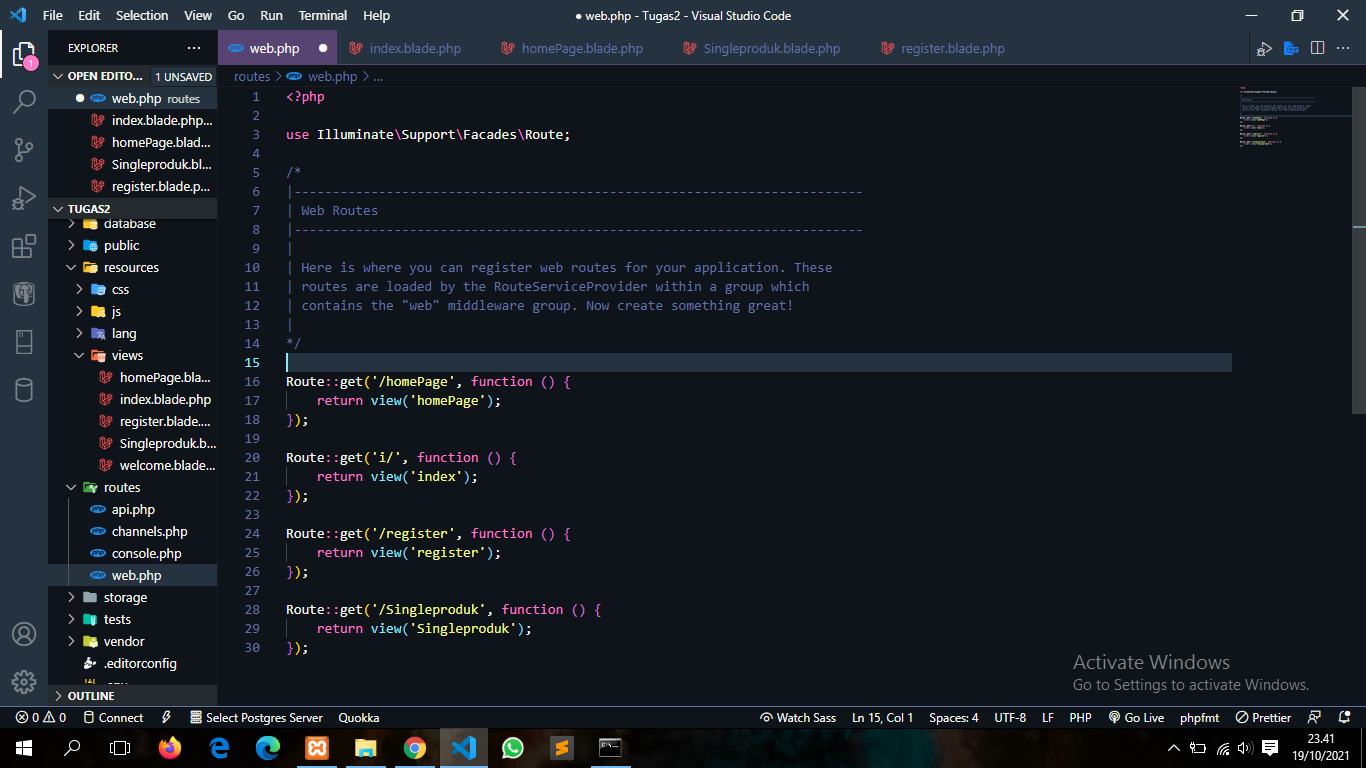 File Edit Selection View Go Run Terminal Help
● web.php - Tugas2 - Visual Studio Code
EXPLORER ...
web.php ● index.blade.php homePage.blade.php Singleproduk.blade.php register.blade.php
OPEN EDITO... 1 UNSAVED
● web.php routes
index.blade.php...
homePage.blad...
Singleproduk.bl...
register.blade.p...
TUGAS2
database
public
resources
css
js
lang
views
homePage.bla...
index.blade.php
register.blade....
Singleproduk.b...
welcome.blade...
routes
api.php
channels.php
console.php
web.php
storage
tests
vendor
.editorconfig
OUTLINE
1
routes > web.php > ...
1 <?php
2
3 use Illuminate\Support\Facades\Route;
4
5 /*
6 |--------------------------------------------------------------------------
7 | Web Routes
8 |--------------------------------------------------------------------------
9 |
10 | Here is where you can register web routes for your application. These
11 | routes are loaded by the RouteServiceProvider within a group which
12 | contains the "web" middleware group. Now create something great!
13 |
14 */
15
16 Route::get('/homePage', function () {
17     return view('homePage');
18 });
19
20 Route::get('i/', function () {
21     return view('index');
22 });
23
24 Route::get('/register', function () {
25     return view('register');
26 });
27
28 Route::get('/Singleproduk', function () {
29     return view('Singleproduk');
30 });
Activate Windows
Go to Settings to activate Windows.
0 0 Connect Select Postgres Server Quokka Watch Sass Ln 15, Col 1 Spaces: 4 UTF-8 LF PHP Go Live phpfmt Prettier
23.41
19/10/2021